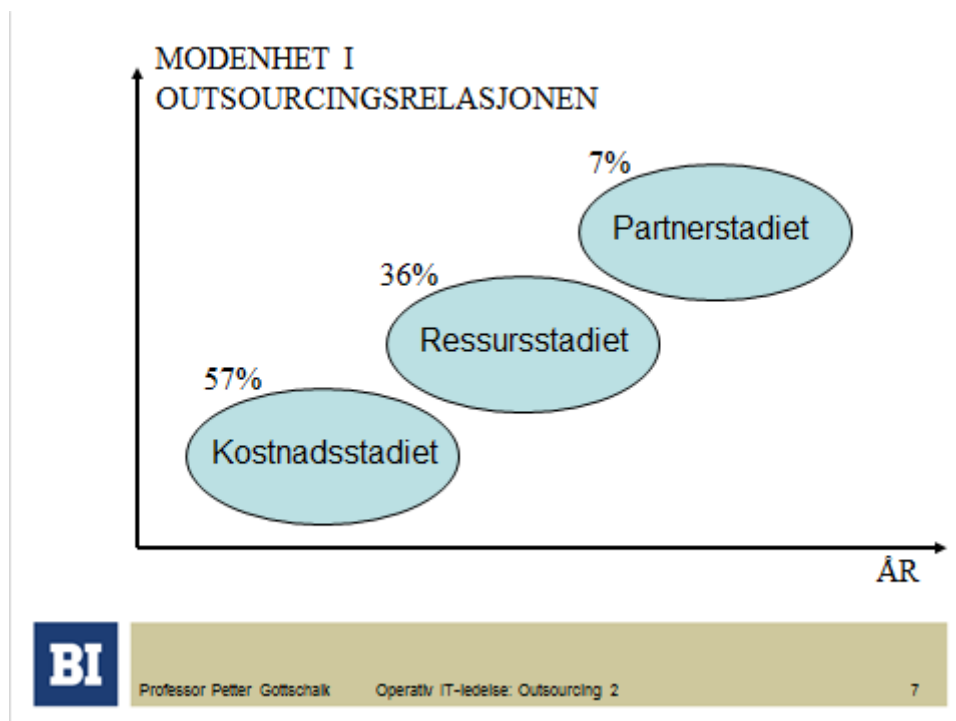 MODENHET I
OUTSOURCINGSRELASJONEN
7%
Partnerstadiet
36%
Ressursstadiet
57%
Kostnadsstadiet
ÅR
BI
Professor Petter Gottschalk Operativ IT-ledelse: Outsourcing 2 7